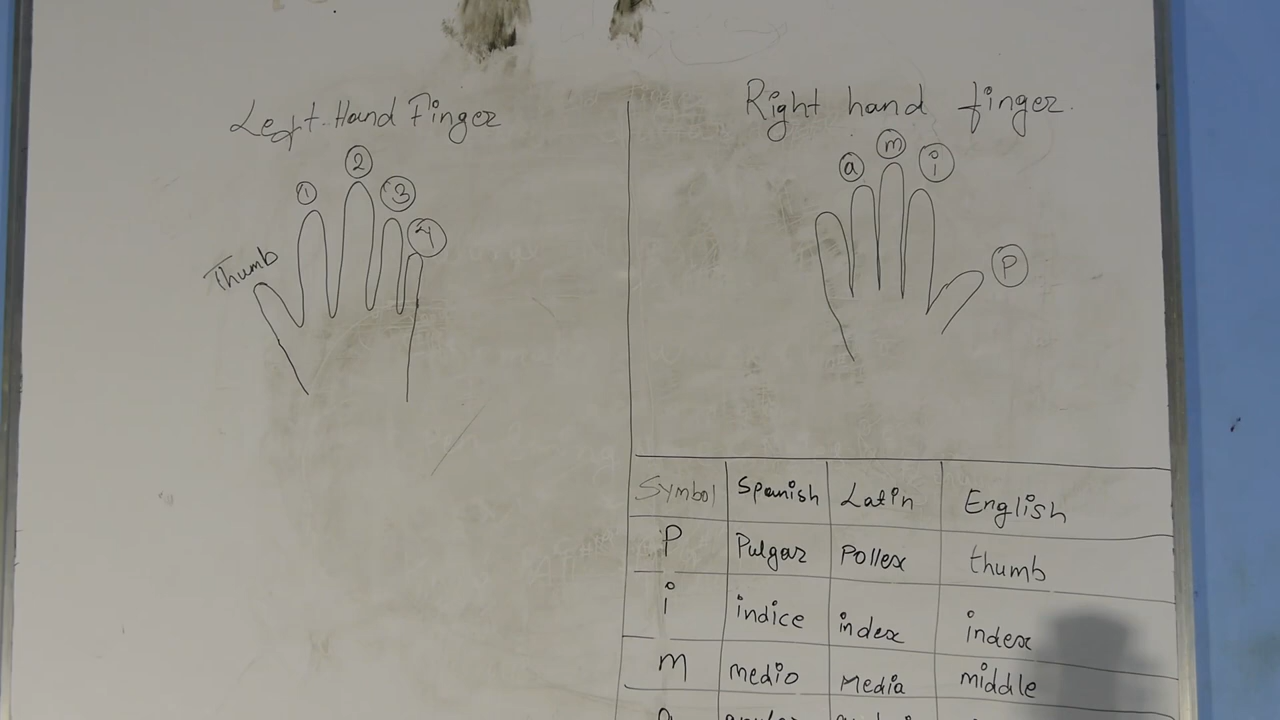 Left Hand Finger
2
1
3
4
Thumb
Right hand finger.
m
a
i
P
Symbol Spanish Latin English
P Pulgar Pollex thumb
i indice index index
m medio Media middle